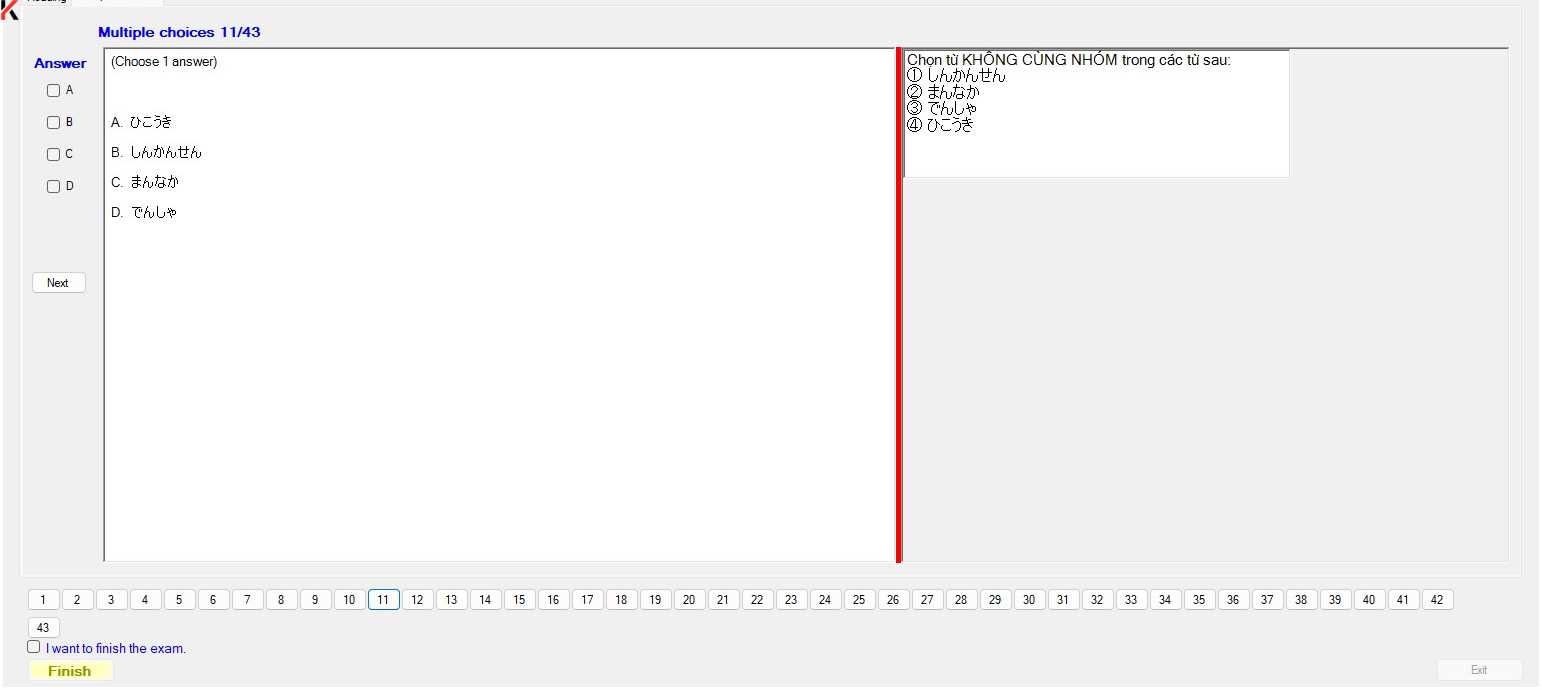 Multiple choices 11/43
Answer
A
B
C
D
Next
(Choose 1 answer)
A. ひこうき
B. しんかんせん
C. まんなか
D. でんしゃ
Chọn từ KHÔNG CÙNG NHÓM trong các từ sau:
① しんかんせん
② まんなか
③ でんしゃ
④ ひこうき
1 2 3 4 5 6 7 8 9 10 11 12 13 14 15 16 17 18 19 20 21 22 23 24 25 26 27 28 29 30 31 32 33 34 35 36 37 38 39 40 41 42
43
I want to finish the exam.
Finish
Exit